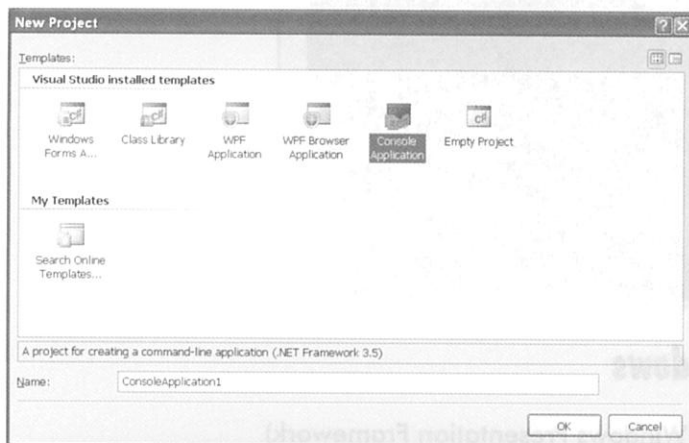 New Project
Templates:
Visual Studio installed templates
Windows Forms A...
Class Library
WPF Application
WPF Browser Application
Console Application
Empty Project
My Templates
Search Online Templates...
A project for creating a command-line application (.NET Framework 3.5)
Name:
ConsoleApplication1
OK
Cancel